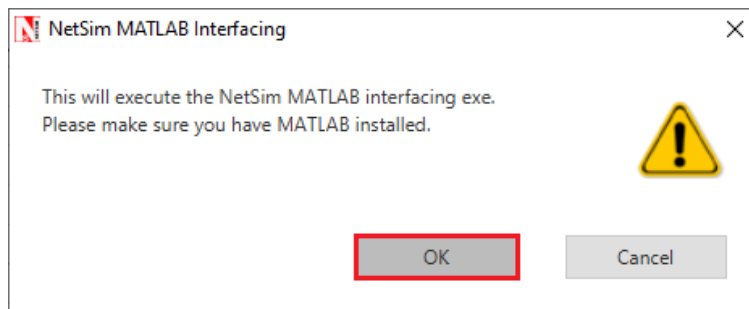 NetSim MATLAB Interfacing
This will execute the NetSim MATLAB interfacing exe.
Please make sure you have MATLAB installed.
OK
Cancel